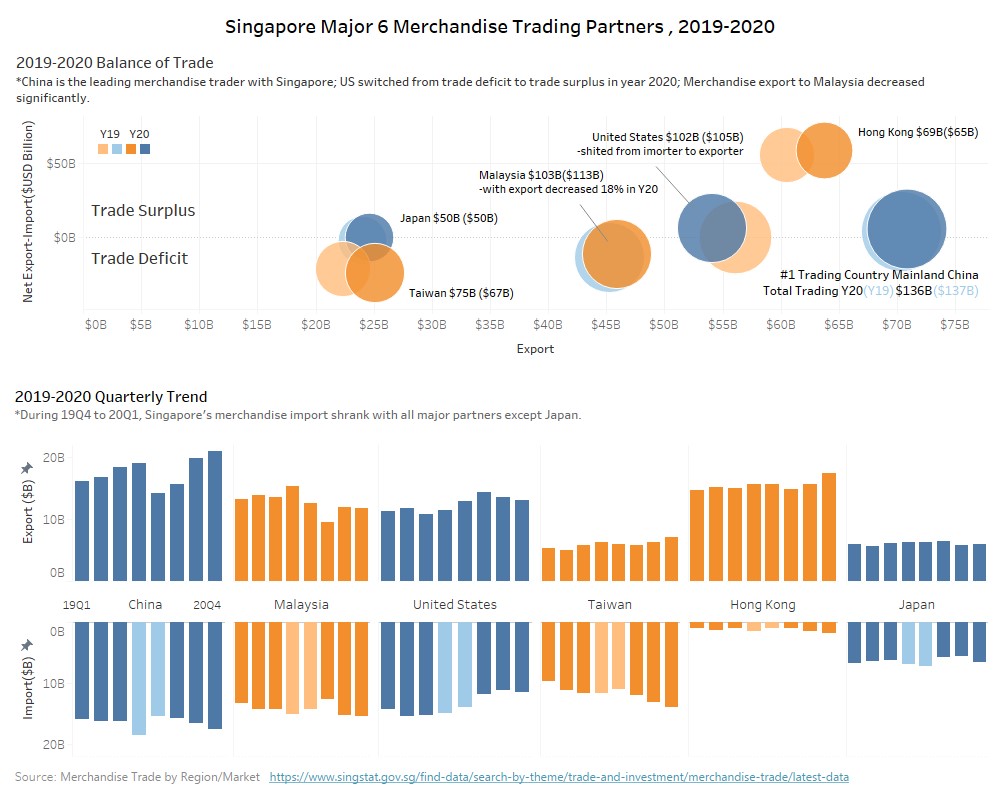 Singapore Major 6 Merchandise Trading Partners , 2019-2020
2019-2020 Balance of Trade
*China is the leading merchandise trader with Singapore; US switched from trade deficit to trade surplus in year 2020; Merchandise export to Malaysia decreased
significantly.
Net Export-Import($USD Billion)
Y19 Y20
$50B
$0B
Trade Surplus
Trade Deficit
United States $102B ($105B)
-shited from imorter to exporter
Hong Kong $69B($65B)
Malaysia $103B($113B)
-with export decreased 18% in Y20
Japan $50B ($50B)
Taiwan $75B ($67B)
#1 Trading Country Mainland China
Total Trading Y20(Y19) $136B($137B)
$0B $5B $10B $15B $20B $25B $30B $35B $40B $45B $50B $55B $60B $65B $70B $75B
Export
2019-2020 Quarterly Trend
*During 19Q4 to 20Q1, Singapore's merchandise import shrank with all major partners except Japan.
Export ($B)
20B
10B
0B
19Q1 China 20Q4 Malaysia United States Taiwan Hong Kong Japan
Import($B)
0B
10B
20B
Source: Merchandise Trade by Region/Market https://www.singstat.gov.sg/find-data/search-by-theme/trade-and-investment/merchandise-trade/latest-data